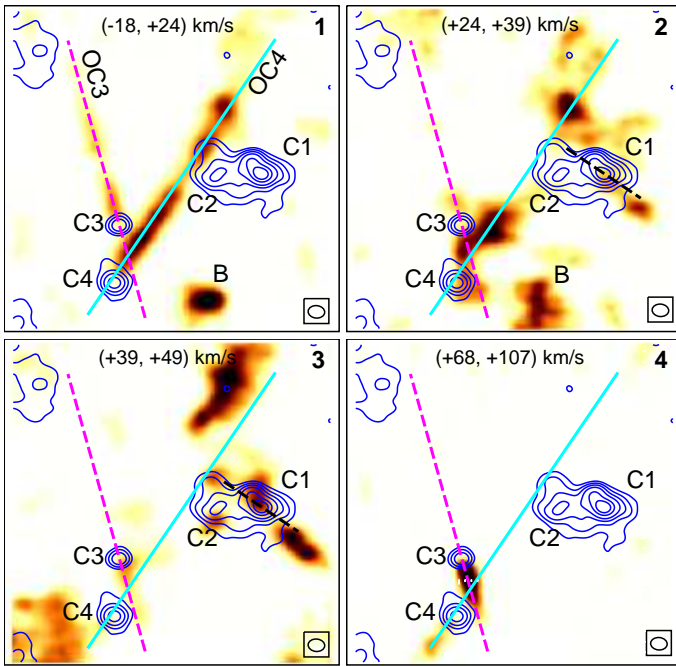 (-18, +24) km/s 1
OC3
OC4
C1
C2
C3
C4
B
(+24, +39) km/s 2
C1
C2
C3
C4
B
(+39, +49) km/s 3
C1
C2
C3
C4
(+68, +107) km/s 4
C1
C2
C3
C4